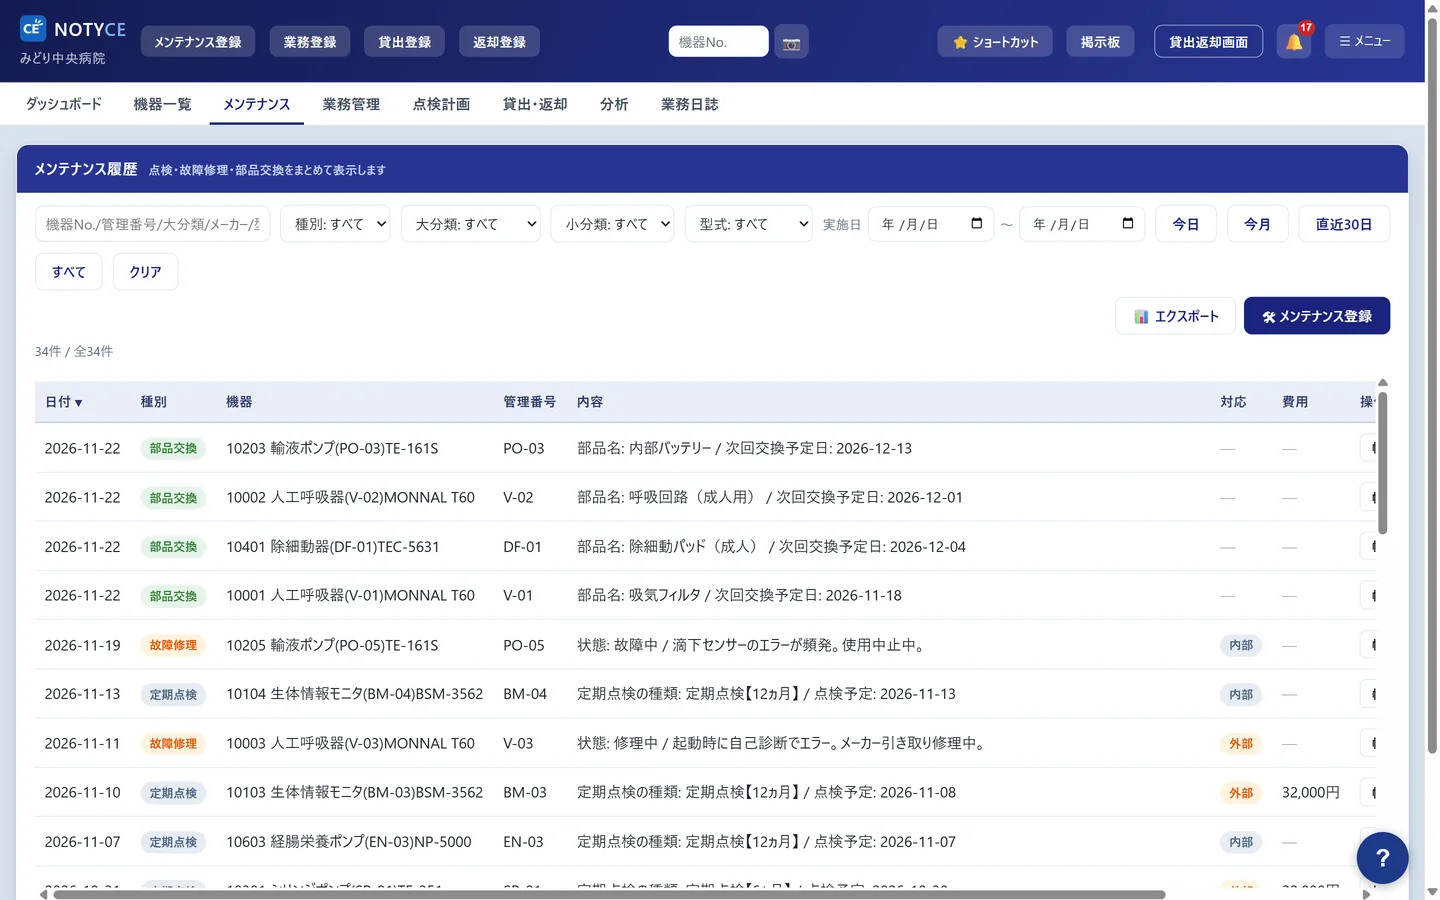 CE NOTYCE
みどり中央病院
メンテナンス登録 業務登録 貸出登録 返却登録
機器No.
⭐ ショートカット 掲示板 貸出返却画面 17 ☰ メニュー
ダッシュボード 機器一覧 メンテナンス 業務管理 点検計画 貸出・返却 分析 業務日誌
メンテナンス履歴 点検・故障修理・部品交換をまとめて表示します
機器No./管理番号/大分類/メーカー/型 種別: すべて 大分類: すべて 小分類: すべて 型式: すべて 実施日 年 /月/日 ～ 年 /月/日 今日 今月 直近30日
すべて クリア
エクスポート メンテナンス登録
34件 / 全34件
日付▼ 種別 機器 管理番号 内容 対応 費用 操
2026-11-22 部品交換 10203 輸液ポンプ(PO-03)TE-161S PO-03 部品名: 内部バッテリー / 次回交換予定日: 2026-12-13 — —
2026-11-22 部品交換 10002 人工呼吸器(V-02)MONNAL T60 V-02 部品名: 呼吸回路（成人用） / 次回交換予定日: 2026-12-01 — —
2026-11-22 部品交換 10401 除細動器(DF-01)TEC-5631 DF-01 部品名: 除細動パッド（成人） / 次回交換予定日: 2026-12-04 — —
2026-11-22 部品交換 10001 人工呼吸器(V-01)MONNAL T60 V-01 部品名: 吸気フィルタ / 次回交換予定日: 2026-11-18 — —
2026-11-19 故障修理 10205 輸液ポンプ(PO-05)TE-161S PO-05 状態: 故障中 / 滴下センサーのエラーが頻発。使用中止中。 内部 —
2026-11-13 定期点検 10104 生体情報モニタ(BM-04)BSM-3562 BM-04 定期点検の種類: 定期点検【12ヵ月】 / 点検予定: 2026-11-13 内部 —
2026-11-11 故障修理 10003 人工呼吸器(V-03)MONNAL T60 V-03 状態: 修理中 / 起動時に自己診断でエラー。メーカー引き取り修理中。 外部 —
2026-11-10 定期点検 10103 生体情報モニタ(BM-03)BSM-3562 BM-03 定期点検の種類: 定期点検【12ヵ月】 / 点検予定: 2026-11-08 外部 32,000円
2026-11-07 定期点検 10603 経腸栄養ポンプ(EN-03)NP-5000 EN-03 定期点検の種類: 定期点検【12ヵ月】 / 点検予定: 2026-11-07 内部 —
?